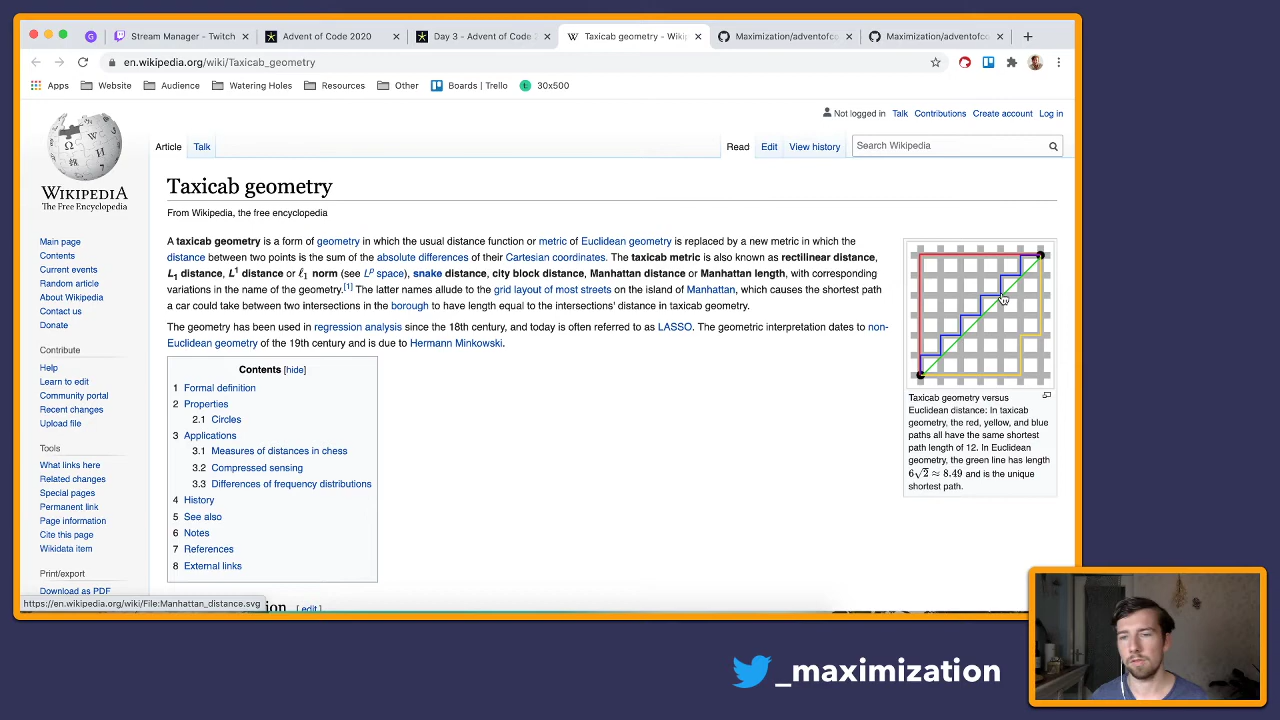 Stream Manager - Twitch
Advent of Code 2020
Day 3 - Advent of Code
Taxicab geometry - Wiki
Maximization/adventofc
Maximization/adventofc
en.wikipedia.org/wiki/Taxicab_geometry
Apps Website Audience Watering Holes Resources Other Boards | Trello 30x500
Not logged in Talk Contributions Create account Log in
Article Talk Read Edit View history Search Wikipedia
WIKIPEDIA
The Free Encyclopedia
Main page
Contents
Current events
Random article
About Wikipedia
Contact us
Donate
Contribute
Help
Learn to edit
Community portal
Recent changes
Upload file
Tools
What links here
Related changes
Special pages
Permanent link
Page information
Cite this page
Wikidata item
Print/export
Download as PDF
Taxicab geometry
From Wikipedia, the free encyclopedia
A taxicab geometry is a form of geometry in which the usual distance function or metric of Euclidean geometry is replaced by a new metric in which the
distance between two points is the sum of the absolute differences of their Cartesian coordinates. The taxicab metric is also known as rectilinear distance,
L1 distance, L¹ distance or ℓ1 norm (see Lᵖ space), snake distance, city block distance, Manhattan distance or Manhattan length, with corresponding
variations in the name of the geometry.[1] The latter names allude to the grid layout of most streets on the island of Manhattan, which causes the shortest path
a car could take between two intersections in the borough to have length equal to the intersections' distance in taxicab geometry.
The geometry has been used in regression analysis since the 18th century, and today is often referred to as LASSO. The geometric interpretation dates to non-
Euclidean geometry of the 19th century and is due to Hermann Minkowski.
Contents [hide]
1 Formal definition
2 Properties
2.1 Circles
3 Applications
3.1 Measures of distances in chess
3.2 Compressed sensing
3.3 Differences of frequency distributions
4 History
5 See also
6 Notes
7 References
8 External links
[edit]
Taxicab geometry versus
Euclidean distance: In taxicab
geometry, the red, yellow, and blue
paths all have the same shortest
path length of 12. In Euclidean
geometry, the green line has length
6√2 ≈ 8.49 and is the unique
shortest path.
https://en.wikipedia.org/wiki/File:Manhattan_distance.svg
_maximization